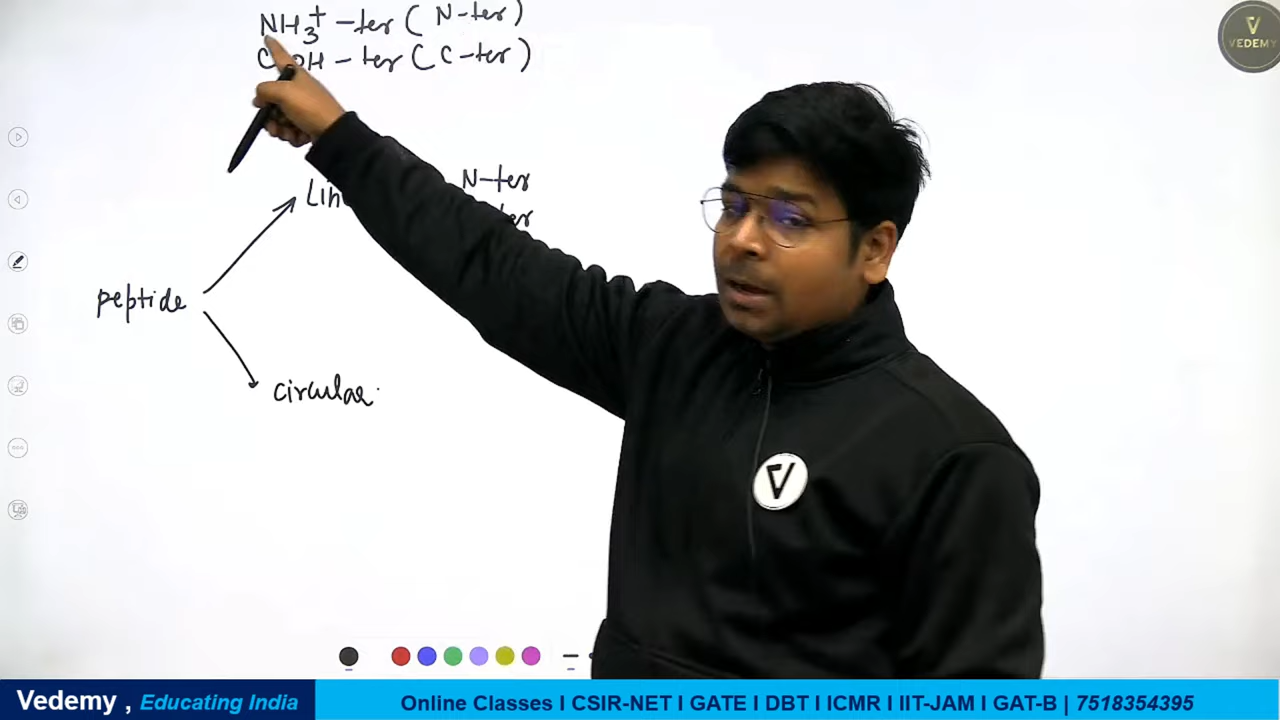 NH3+ -ter ( N-ter )
- ter ( C-ter )
VEDEMY
N-ter
peptide
circular
Vedemy , Educating India
Online Classes I CSIR-NET I GATE I DBT I ICMR I IIT-JAM I GAT-B | 7518354395